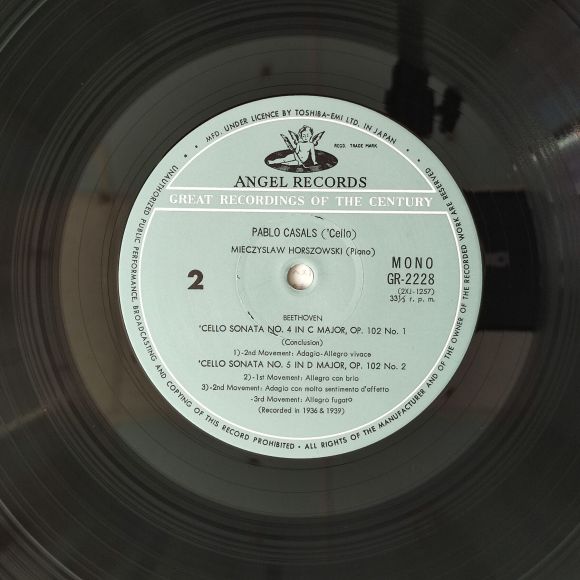 MFD. UNDER LICENCE BY TOSHIBA-EMI LTD. IN JAPAN
REGD. TRADE MARK
ANGEL RECORDS
GREAT RECORDINGS OF THE CENTURY
PABLO CASALS ('Cello)
MIECZYSLAW HORSZOWSKI (Piano)
2
MONO
GR-2228
(2XJ-1257)
33⅓ r. p. m.
BEETHOVEN
'CELLO SONATA NO. 4 IN C MAJOR, OP. 102 No. 1
(Conclusion)
1)-2nd Movement: Adagio-Allegro vivace
'CELLO SONATA NO. 5 IN D MAJOR, OP. 102 No. 2
2)-1st Movement: Allegro con brio
3)-2nd Movement: Adagio con molto sentimento d'affetto
-3rd Movement: Allegro fugato
(Recorded in 1936 & 1939)
UNAUTHORIZED PUBLIC PERFORMANCE, BROADCASTING AND COPYING OF THIS RECORD PROHIBITED • ALL RIGHTS OF THE MANUFACTURER AND OF THE OWNER OF THE RECORDED WORK ARE RESERVED.